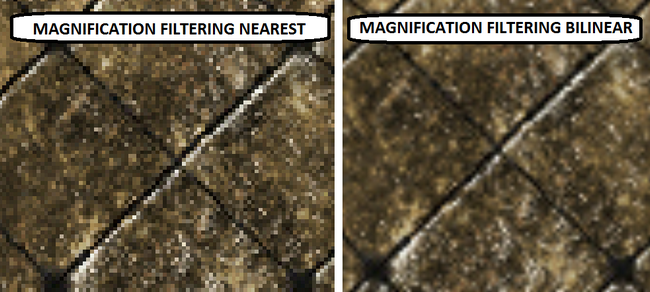 MAGNIFICATION FILTERING NEAREST
MAGNIFICATION FILTERING BILINEAR